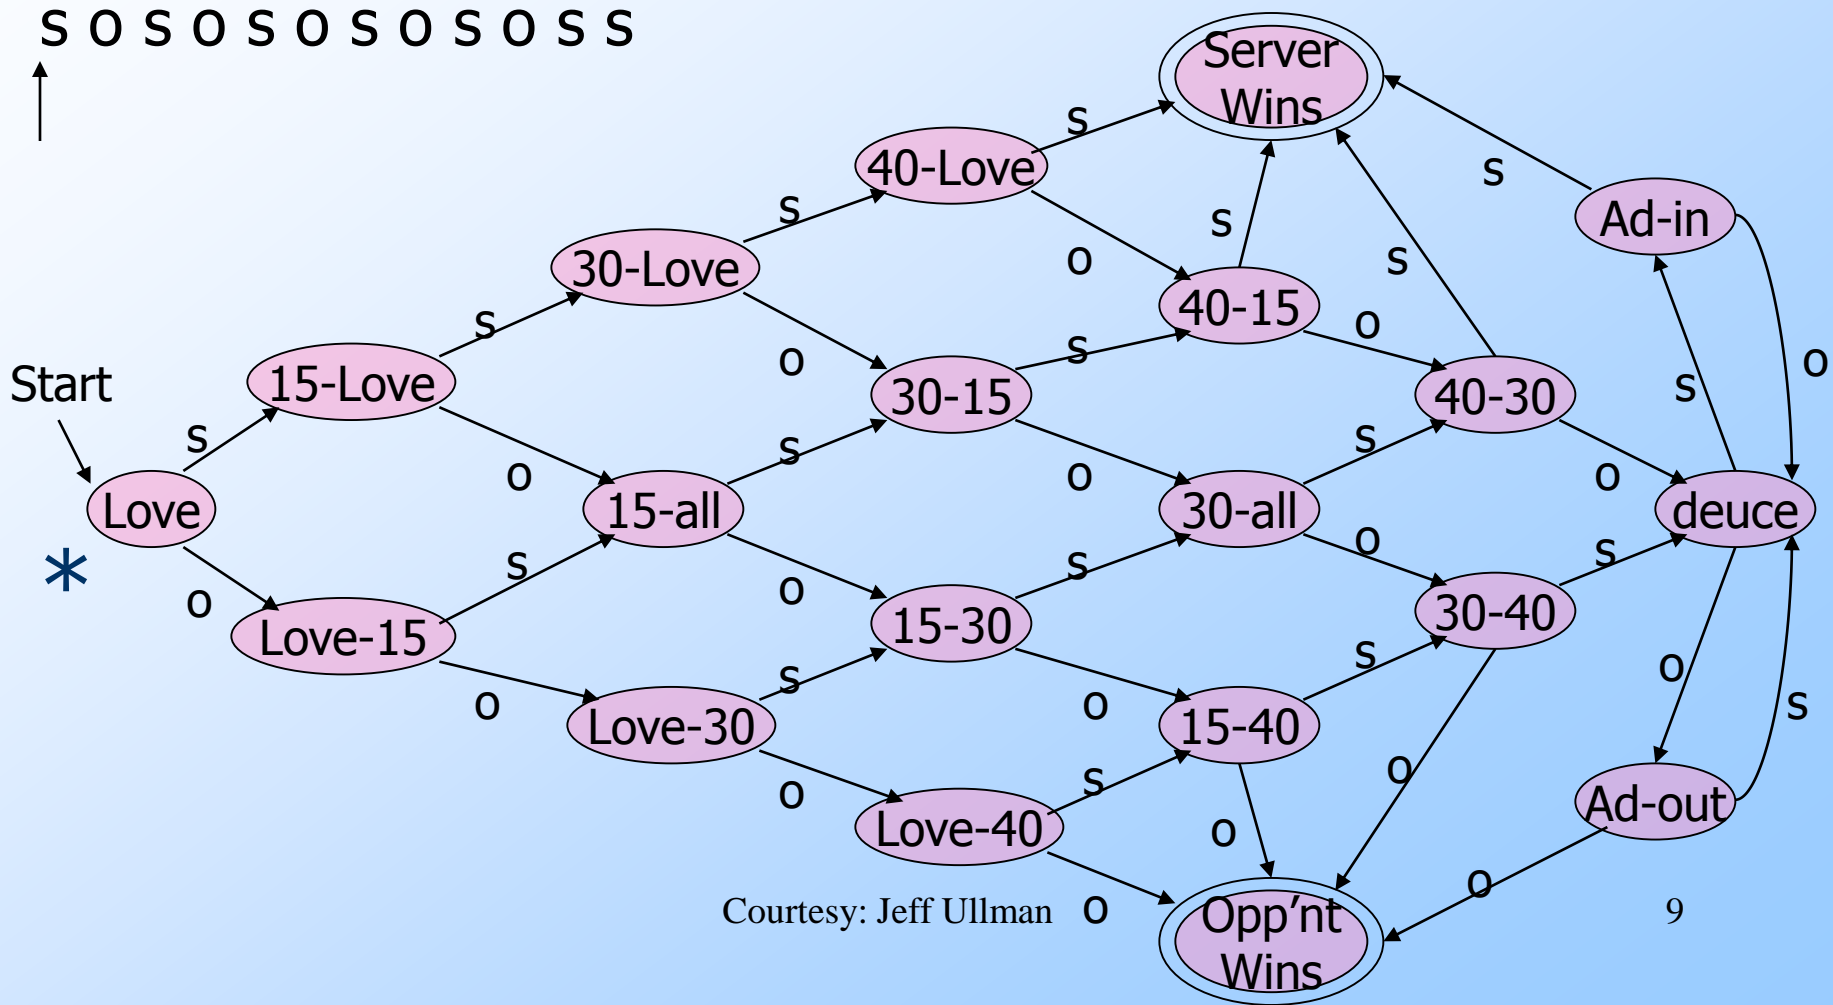 s o s o s o s o s o s s
Server
Wins
s
40-Love
s
Ad-in
s
30-Love
s
s
o
40-15
s
15-Love
o
s
o
o
Start
s
30-15
40-30
s
s
o
s
s
o
o
Love
15-all
30-all
deuce
*
s
o
s
o
s
o
15-30
30-40
Love-15
s
s
o
s
o
o
Love-30
15-40
o
s
o
s
o
Love-40
o
Ad-out
o
Courtesy: Jeff Ullman
o
Opp’nt
Wins
9